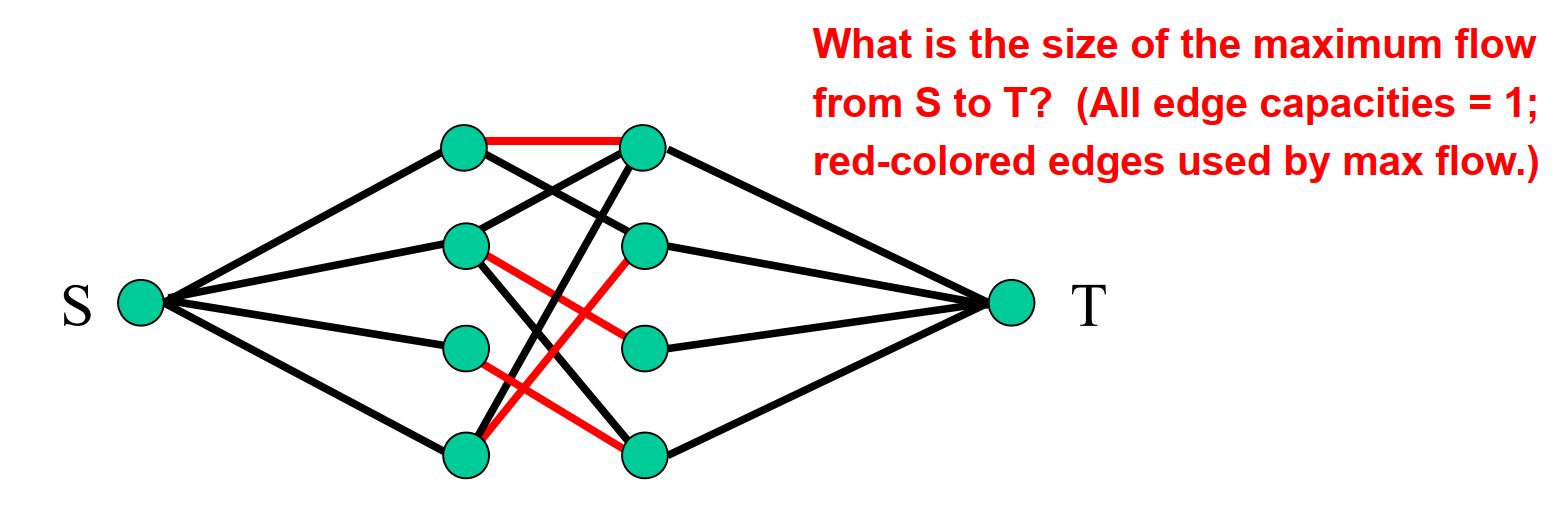 What is the size of the maximum flow
from S to T?  (All edge capacities = 1;
red-colored edges used by max flow.)
S
T